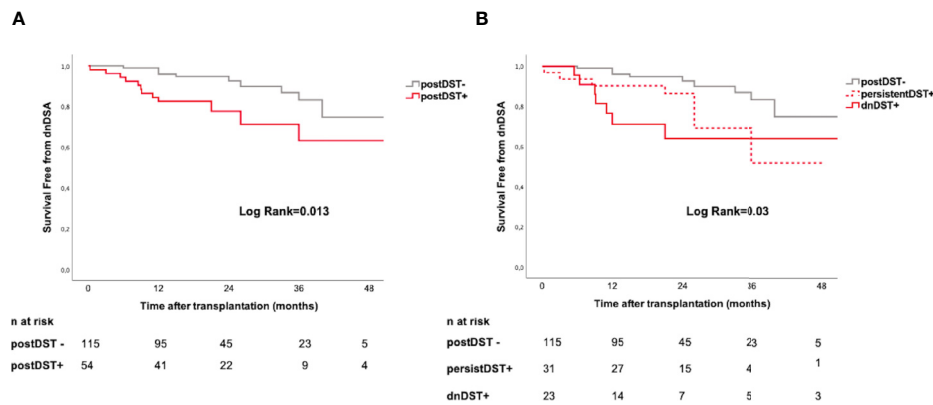 A
1,0
0,8
0,6
0,4
0,2
0,0
Survival Free from dnDSA
postDST-
postDST+
Log Rank=0.013
0 12 24 36 48
Time after transplantation (months)
n at risk
postDST - 115 95 45 23 5
postDST+ 54 41 22 9 4
B
1,0
0,8
0,6
0,4
0,2
0,0
Survival Free from dnDSA
postDST-
persistentDST+
dnDST+
Log Rank=0.03
0 12 24 36 48
Time after transplantation (months)
n at risk
postDST - 115 95 45 23 5
persistDST+ 31 27 15 4 1
dnDST+ 23 14 7 5 3